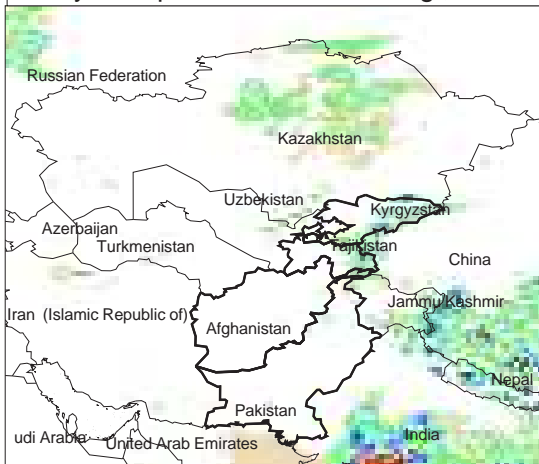 Russian Federation
Kazakhstan
Uzbekistan
Kyrgyzstan
Azerbaijan
Turkmenistan
Tajikistan
China
Jammu Kashmir
Iran (Islamic Republic of)
Afghanistan
Nepal
Pakistan
India
udi Arabia
United Arab Emirates